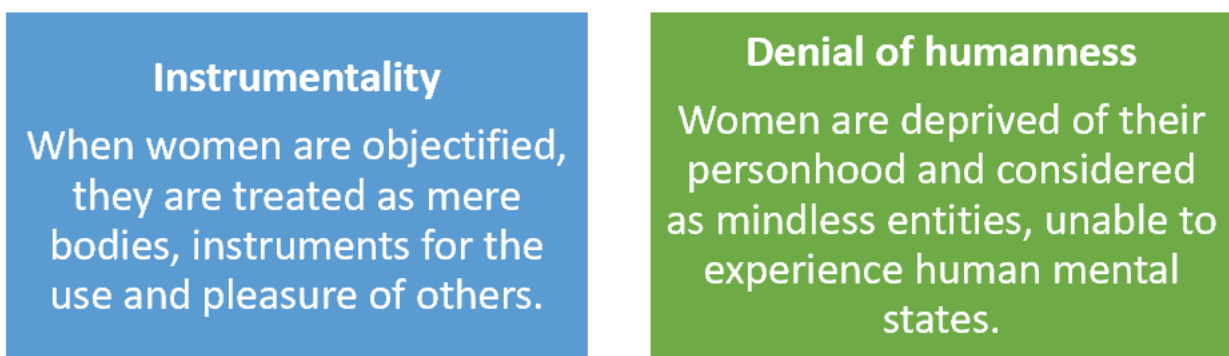 Instrumentality
When women are objectified,
they are treated as mere
bodies, instruments for the
use and pleasure of others.
Denial of humanness
Women are deprived of their
personhood and considered
as mindless entities, unable to
experience human mental
states.